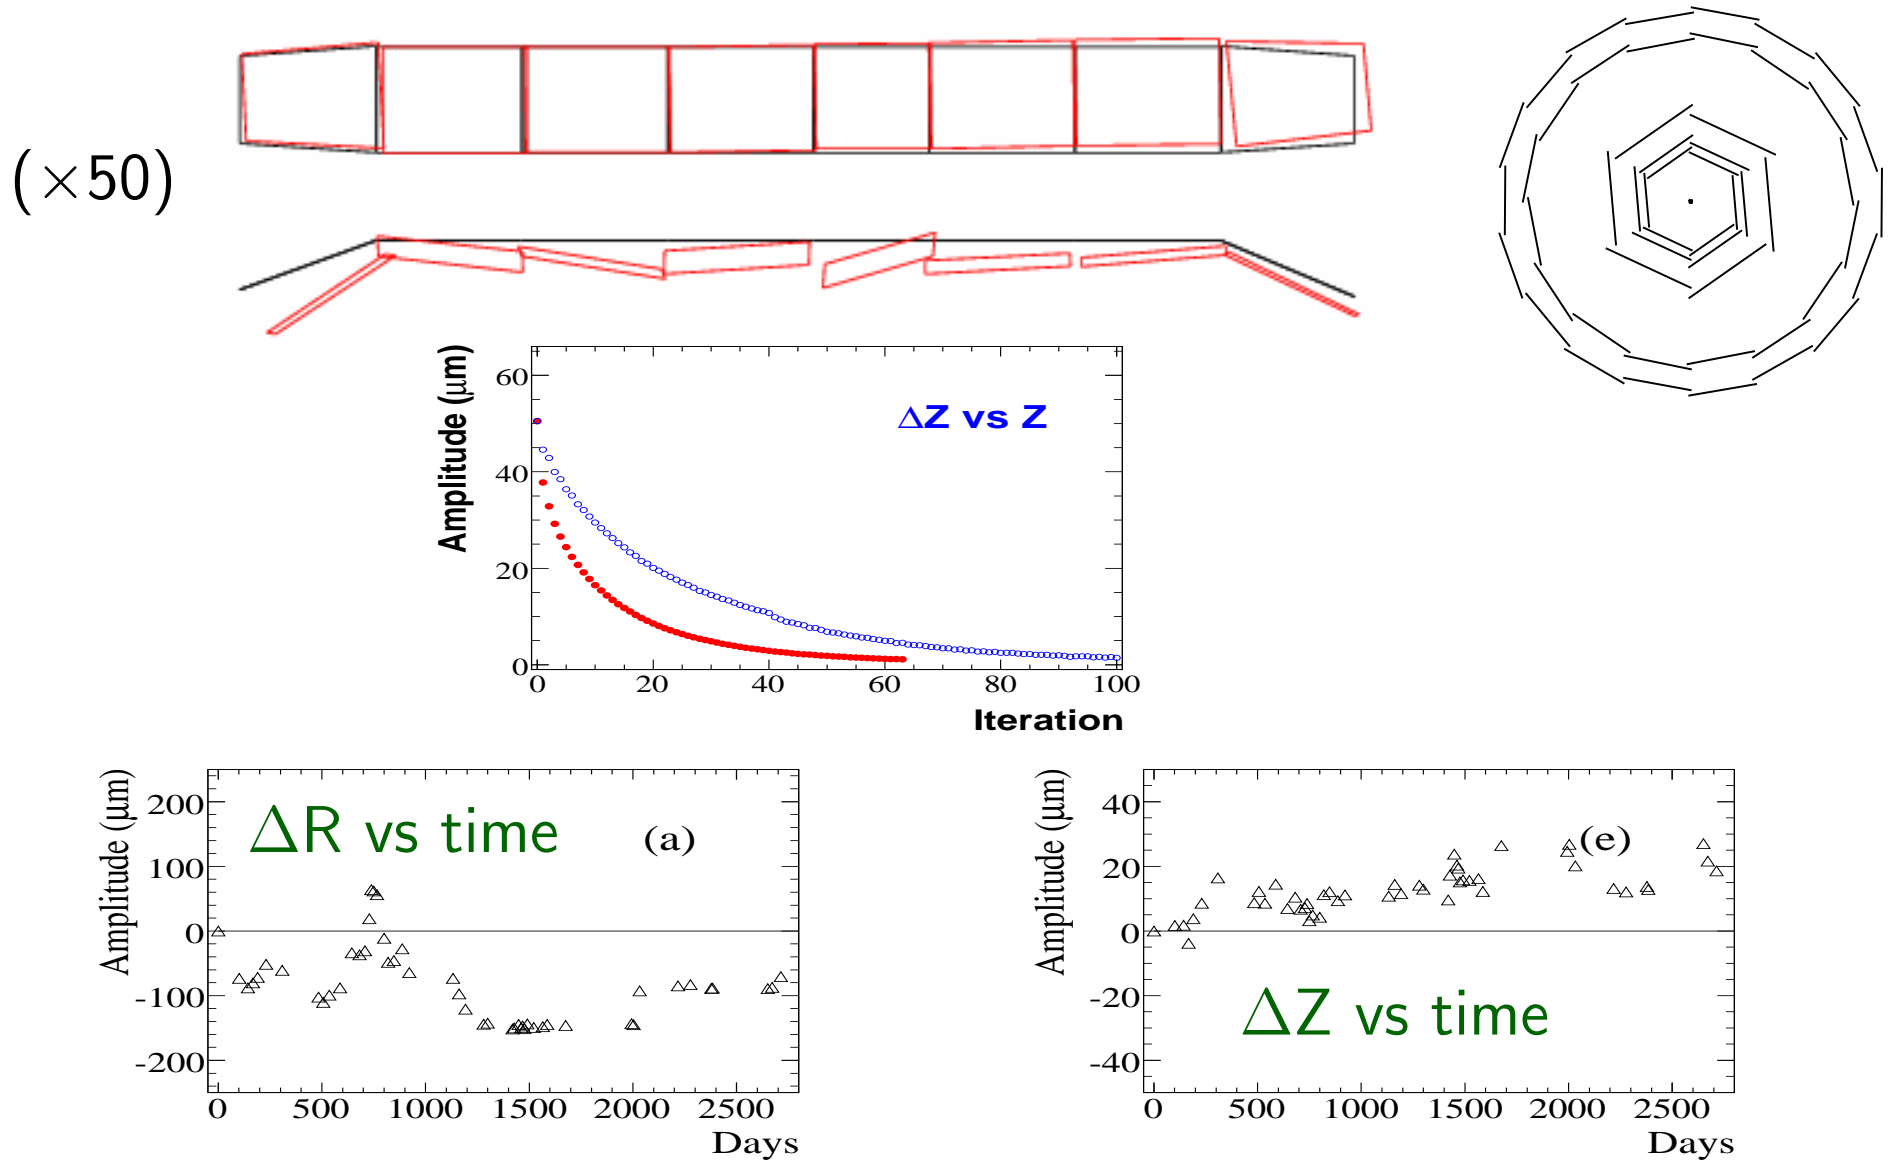 (×50)
Amplitude (μm)
60
40
20
0
ΔZ vs Z
0 20 40 60 80 100
Iteration
Amplitude (μm)
200
100
0
-100
-200
ΔR vs time
(a)
0 500 1000 1500 2000 2500
Days
Amplitude (μm)
40
20
0
-20
-40
(e)
ΔZ vs time
0 500 1000 1500 2000 2500
Days